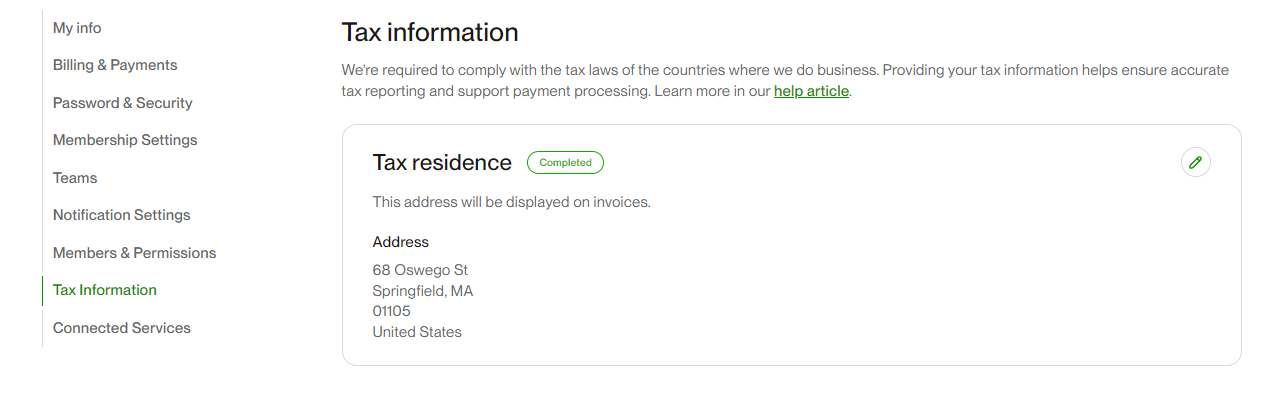 My info
Billing & Payments
Password & Security
Membership Settings
Teams
Notification Settings
Members & Permissions
Tax Information
Connected Services
Tax information
We're required to comply with the tax laws of the countries where we do business. Providing your tax information helps ensure accurate
tax reporting and support payment processing. Learn more in our help article.
Tax residence Completed
This address will be displayed on invoices.
Address
68 Oswego St
Springfield, MA
01105
United States